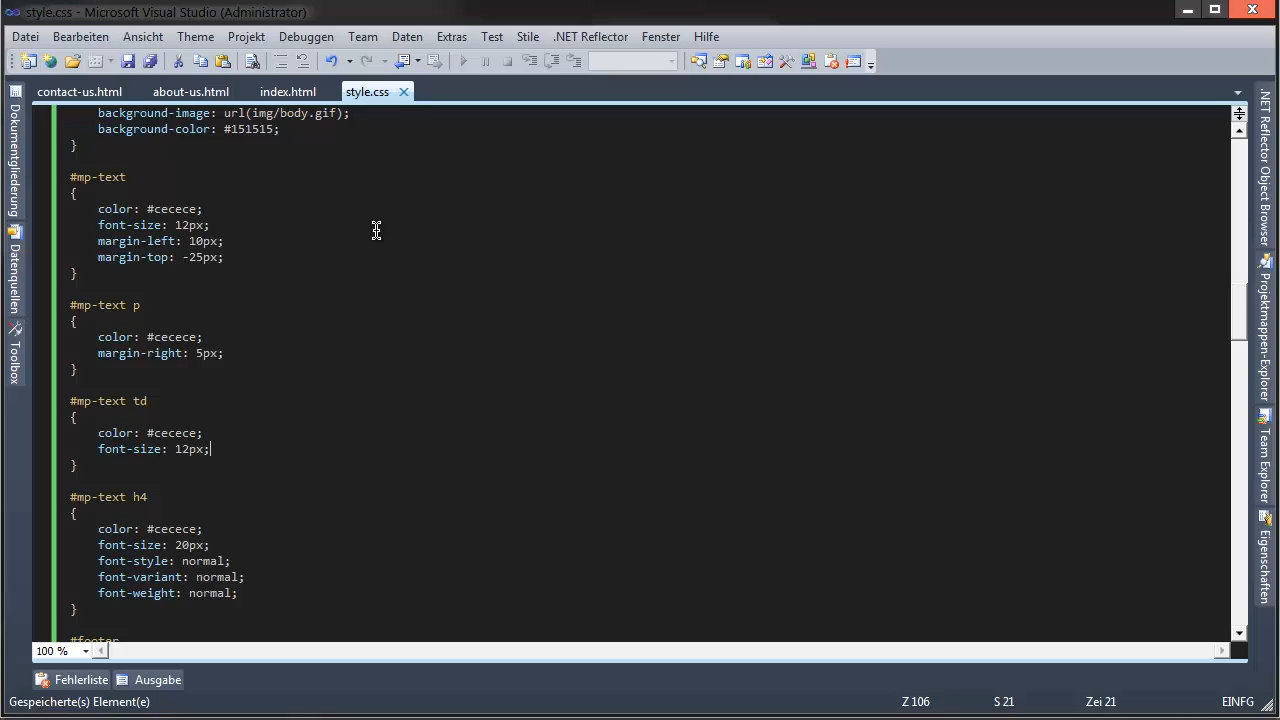 style.css - Microsoft Visual Studio (Administrator)
Datei Bearbeiten Ansicht Theme Projekt Debuggen Team Daten Extras Test Stile .NET Reflector Fenster Hilfe
contact-us.html about-us.html index.html style.css
background-image: url(img/body.gif);
background-color: #151515;
}
#mp-text
{
color: #cecece;
font-size: 12px;
margin-left: 10px;
margin-top: -25px;
}
#mp-text p
{
color: #cecece;
margin-right: 5px;
}
#mp-text td
{
color: #cecece;
font-size: 12px;
}
#mp-text h4
{
color: #cecece;
font-size: 20px;
font-style: normal;
font-variant: normal;
font-weight: normal;
}
#footer
100 %
Dokumentgliederung
Datenquellen
Toolbox
.NET Reflector Object Browser
Projektmappen-Explorer
Team Explorer
Eigenschaften
Fehlerliste Ausgabe
Gespeicherte(s) Element(e) Z 106 S 21 Zei 21 EINFG